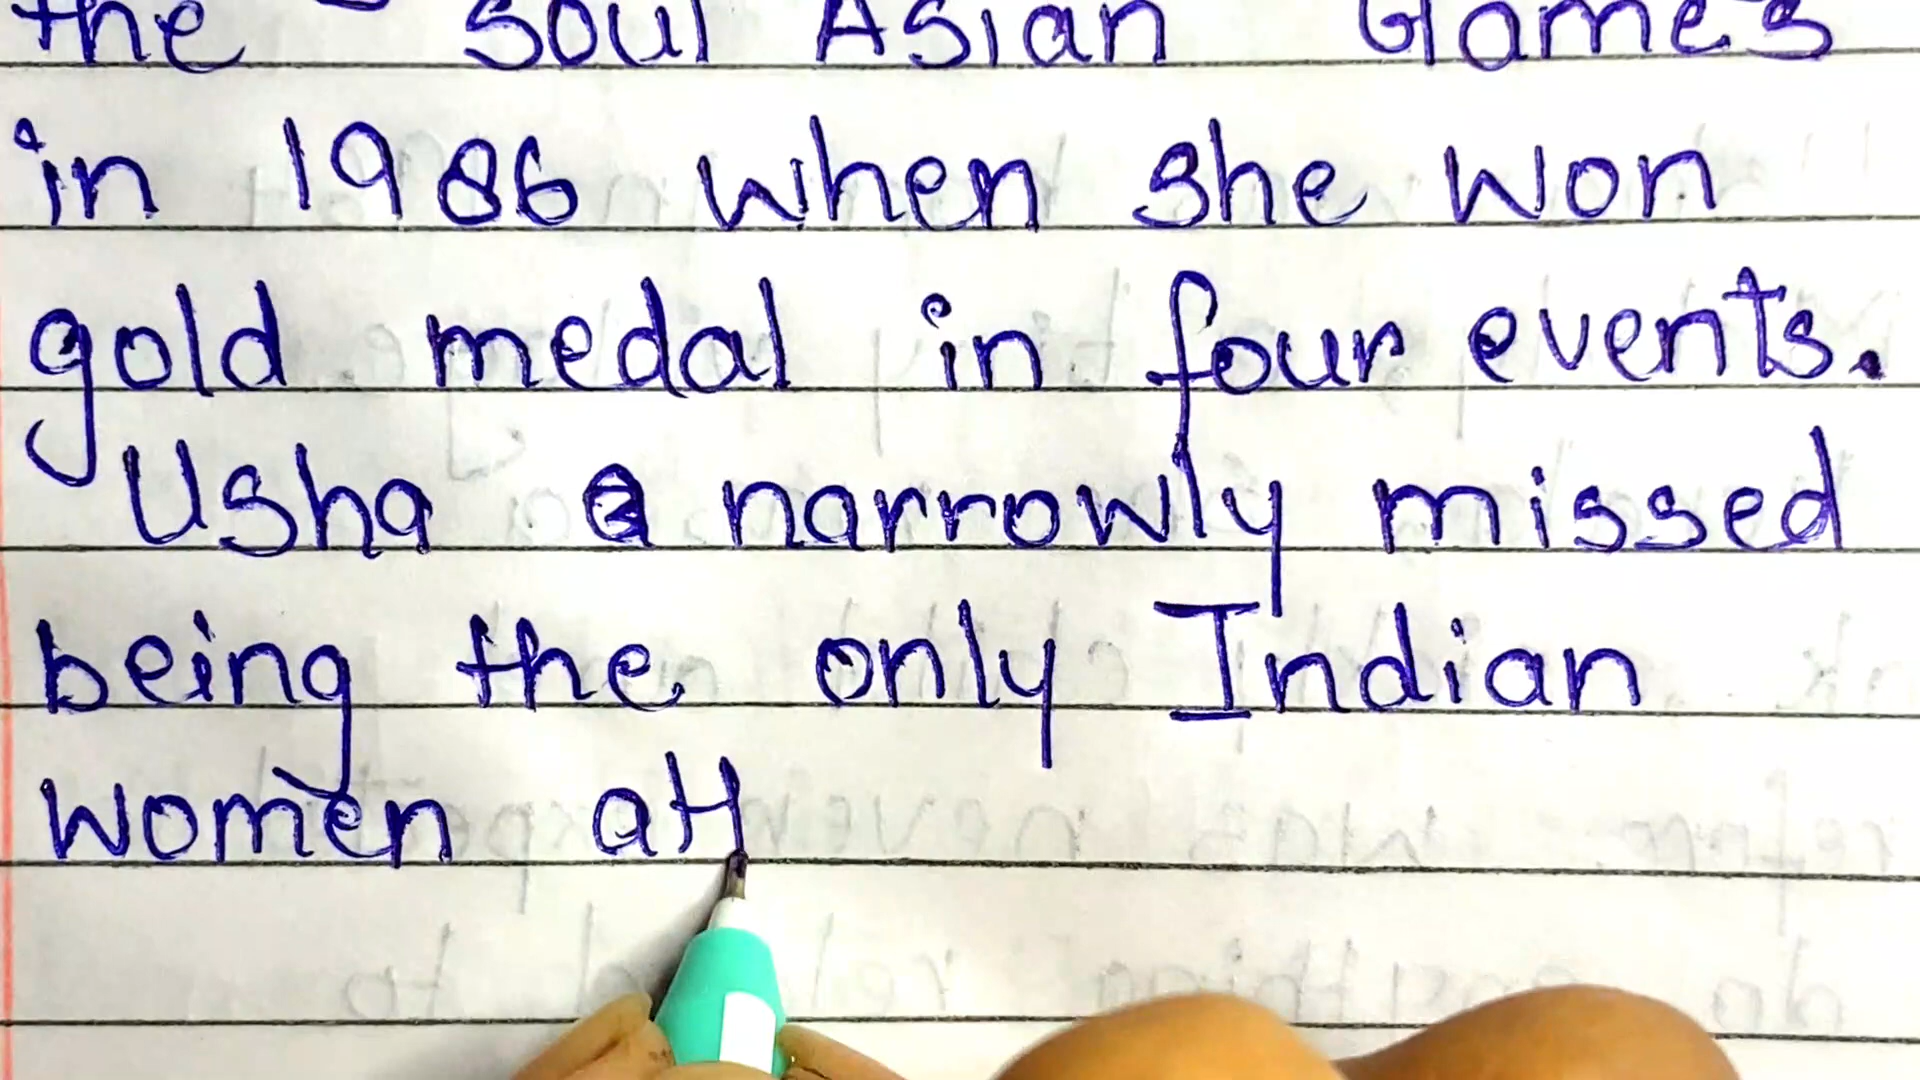 the Soul Asian Games
in 1986 when she won
gold medal in four events.
Usha narrowly missed
being the only Indian
women ath